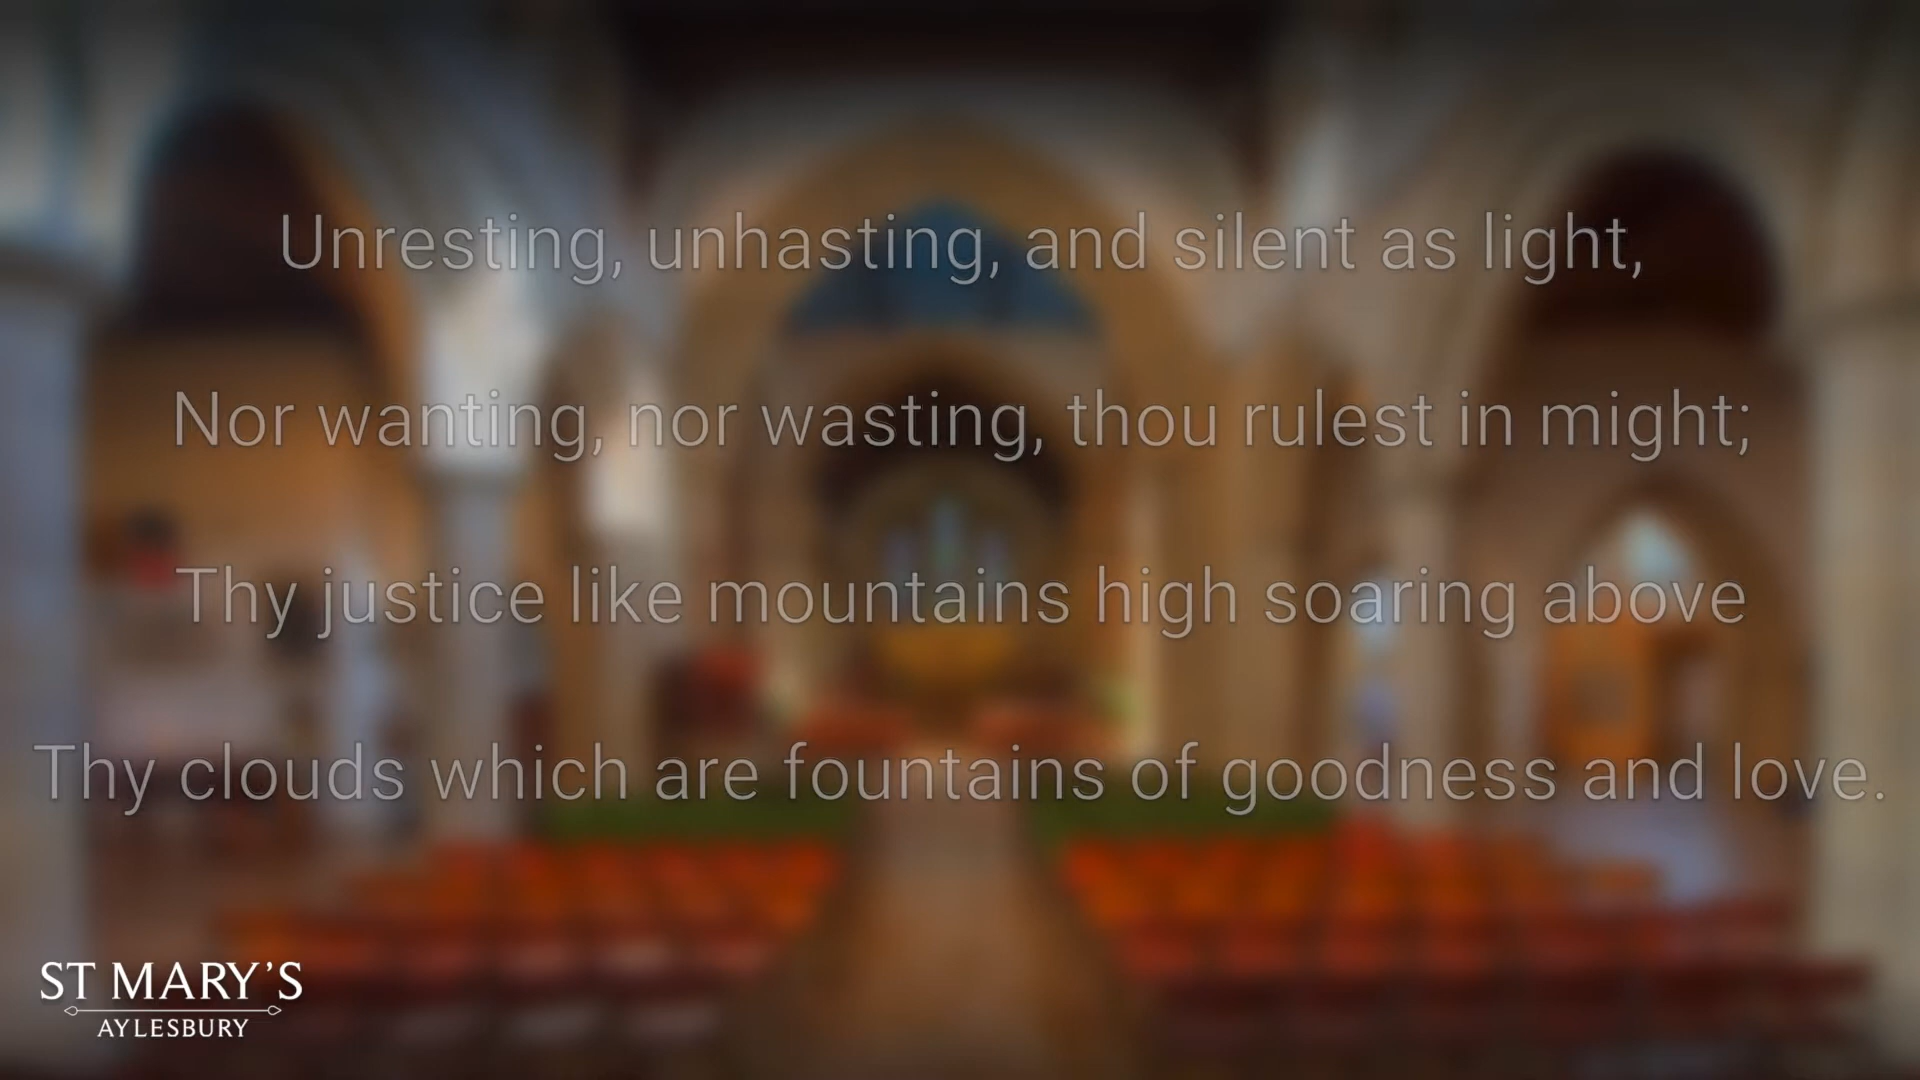 Unresting, unhasting, and silent as light,
Nor wanting, nor wasting, thou rulest in might;
Thy justice like mountains high soaring above
Thy clouds which are fountains of goodness and love.
ST MARY'S
AYLESBURY